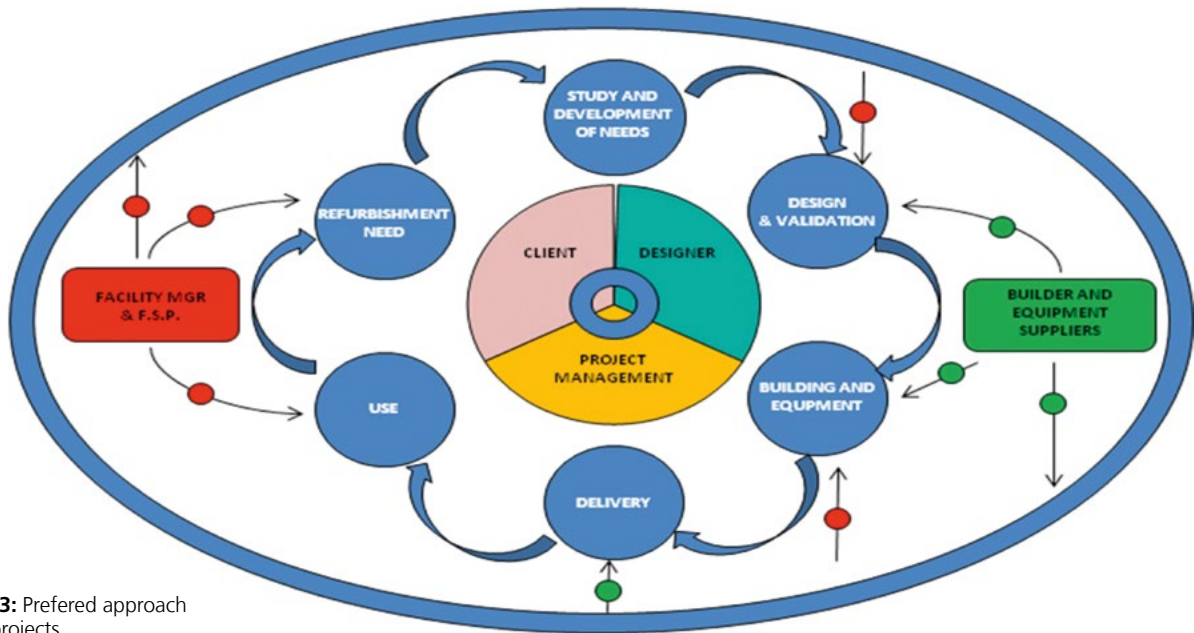 STUDY AND
DEVELOPMENT
OF NEEDS
REFURBISHMENT
NEED
DESIGN
& VALIDATION
CLIENT
DESIGNER
FACILITY MGR
& F.S.P.
BUILDER AND
EQUIPMENT
SUPPLIERS
PROJECT
MANAGEMENT
USE
BUILDING AND
EQUPMENT
DELIVERY
3: Prefered approach
projects